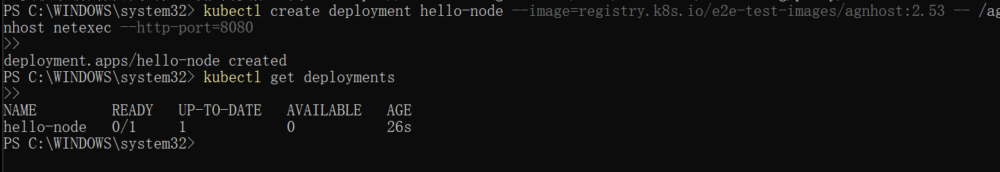 PS C:\WINDOWS\system32> kubectl create deployment hello-node --image=registry.k8s.io/e2e-test-images/agnhost:2.53 -- /ag
nhost netexec --http-port=8080
>>
deployment.apps/hello-node created
PS C:\WINDOWS\system32> kubectl get deployments
>>
NAME         READY   UP-TO-DATE   AVAILABLE   AGE
hello-node   0/1     1            0           26s
PS C:\WINDOWS\system32>